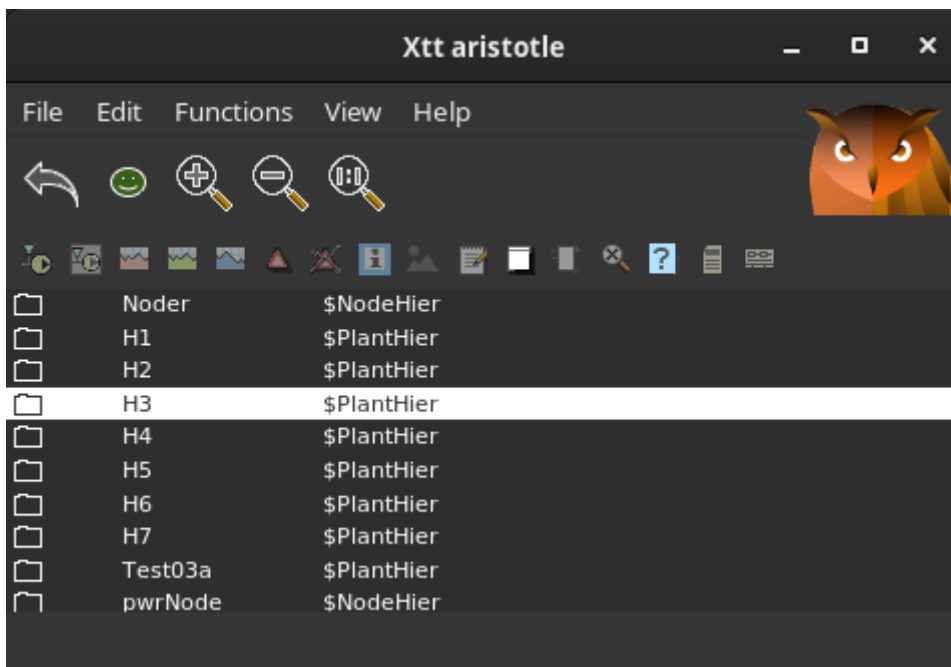 Xtt aristotle
File Edit Functions View Help
Noder $NodeHier
H1 $PlantHier
H2 $PlantHier
H3 $PlantHier
H4 $PlantHier
H5 $PlantHier
H6 $PlantHier
H7 $PlantHier
Test03a $PlantHier
pwrNode $NodeHier